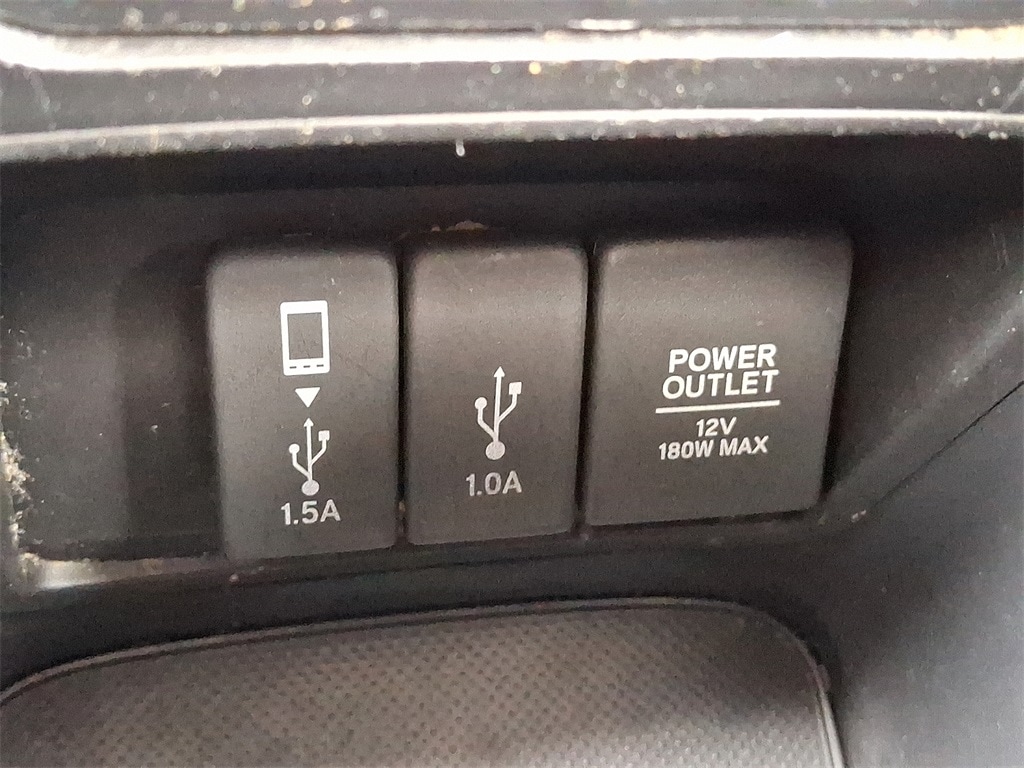 1.5A
1.0A
POWER
OUTLET
12V
180W MAX